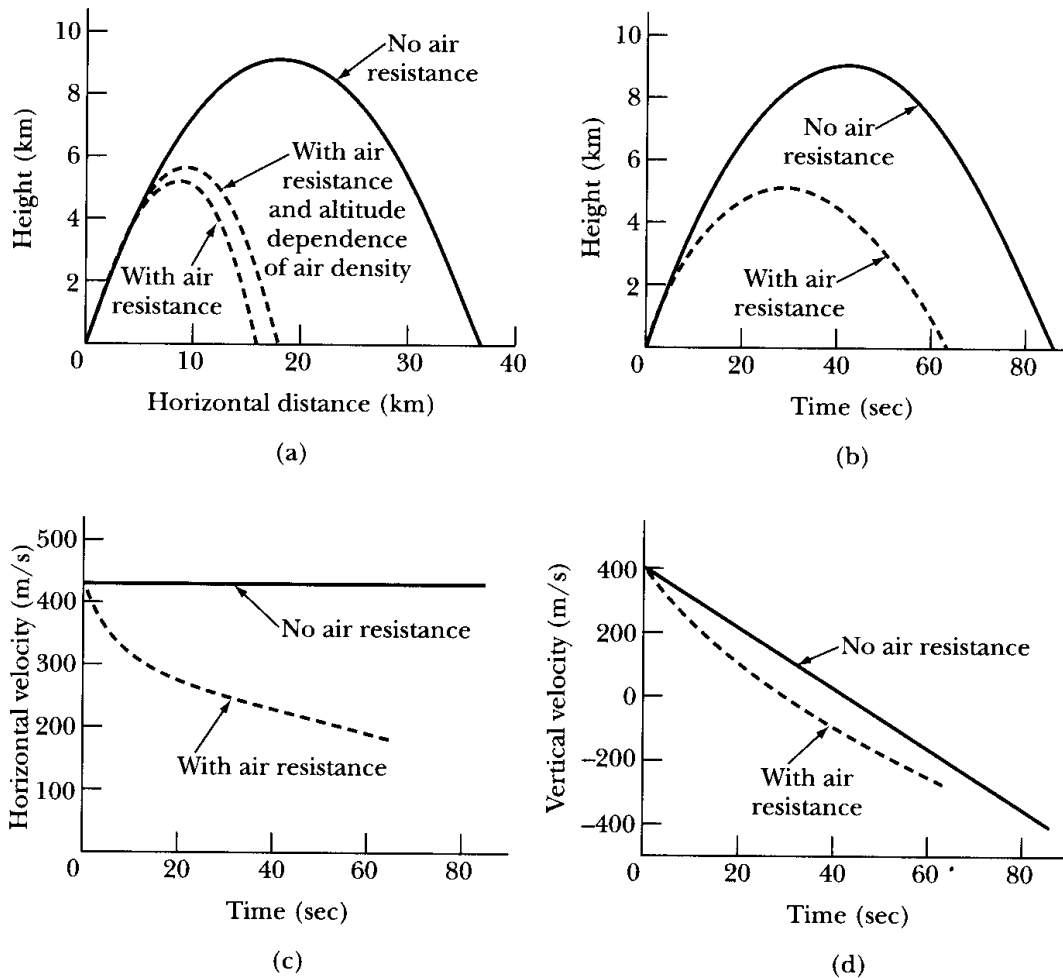 10
8
6
4
2
0
10
20
30
40
Height (km)
Horizontal distance (km)
No air
resistance
With air
resistance
and altitude
dependence
of air density
With air
resistance
(a)
10
8
6
4
2
0
20
40
60
80
Height (km)
Time (sec)
No air
resistance
With air
resistance
(b)
500
400
300
200
100
0
20
40
60
80
Horizontal velocity (m/s)
Time (sec)
No air resistance
With air resistance
(c)
400
200
0
−200
−400
0
20
40
60
80
Vertical velocity (m/s)
Time (sec)
No air resistance
With air
resistance
(d)